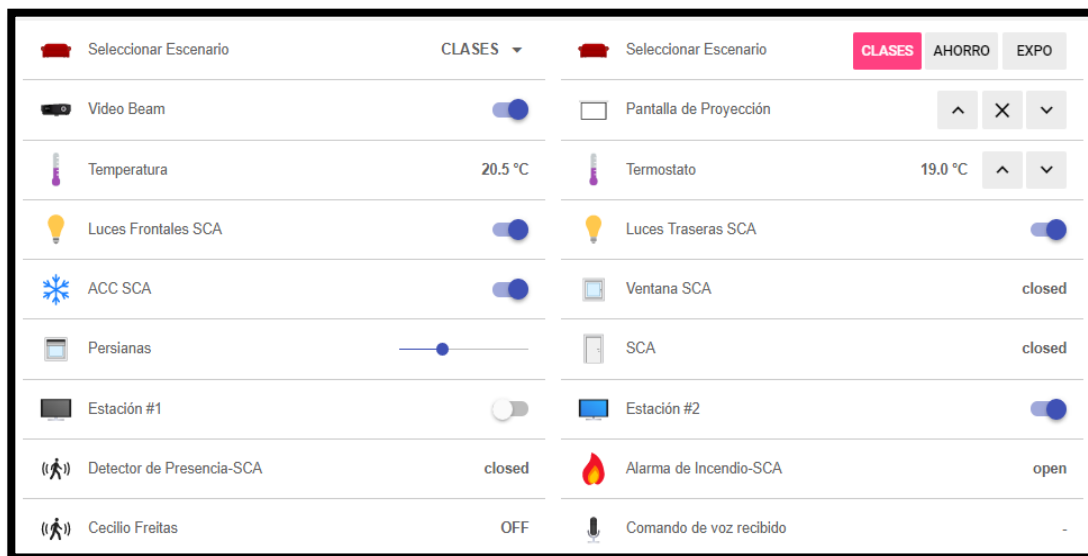 Seleccionar Escenario CLASES
Seleccionar Escenario CLASES AHORRO EXPO
Video Beam
Pantalla de Proyección
Temperatura 20.5 °C
Termostato 19.0 °C
Luces Frontales SCA
Luces Traseras SCA
ACC SCA
Ventana SCA closed
Persianas
SCA closed
Estación #1
Estación #2
Detector de Presencia-SCA closed
Alarma de Incendio-SCA open
Cecilio Freitas OFF
Comando de voz recibido -